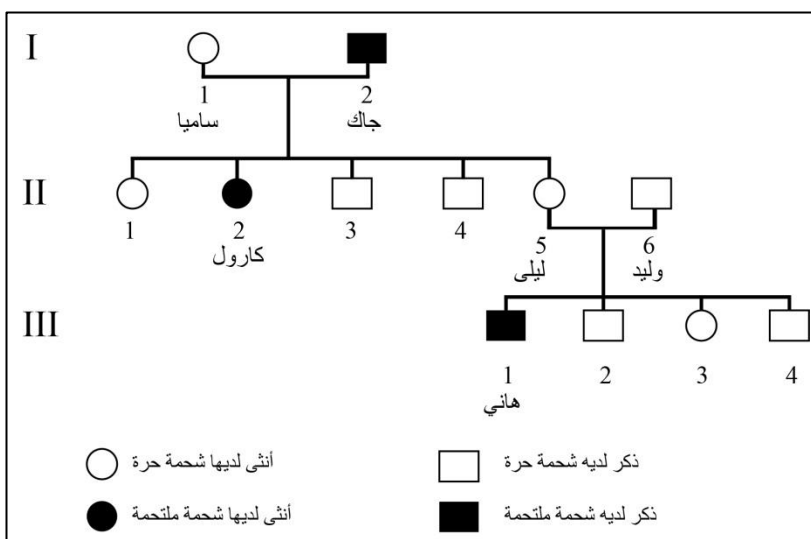 I
1 2
ساميا جاك
II
1 2 3 4 5 6
كارول ليلى وليد
III
1 2 3 4
هاني
أنثى لديها شحمة حرة ذكر لديه شحمة حرة
أنثى لديها شحمة ملتحمة ذكر لديه شحمة ملتحمة